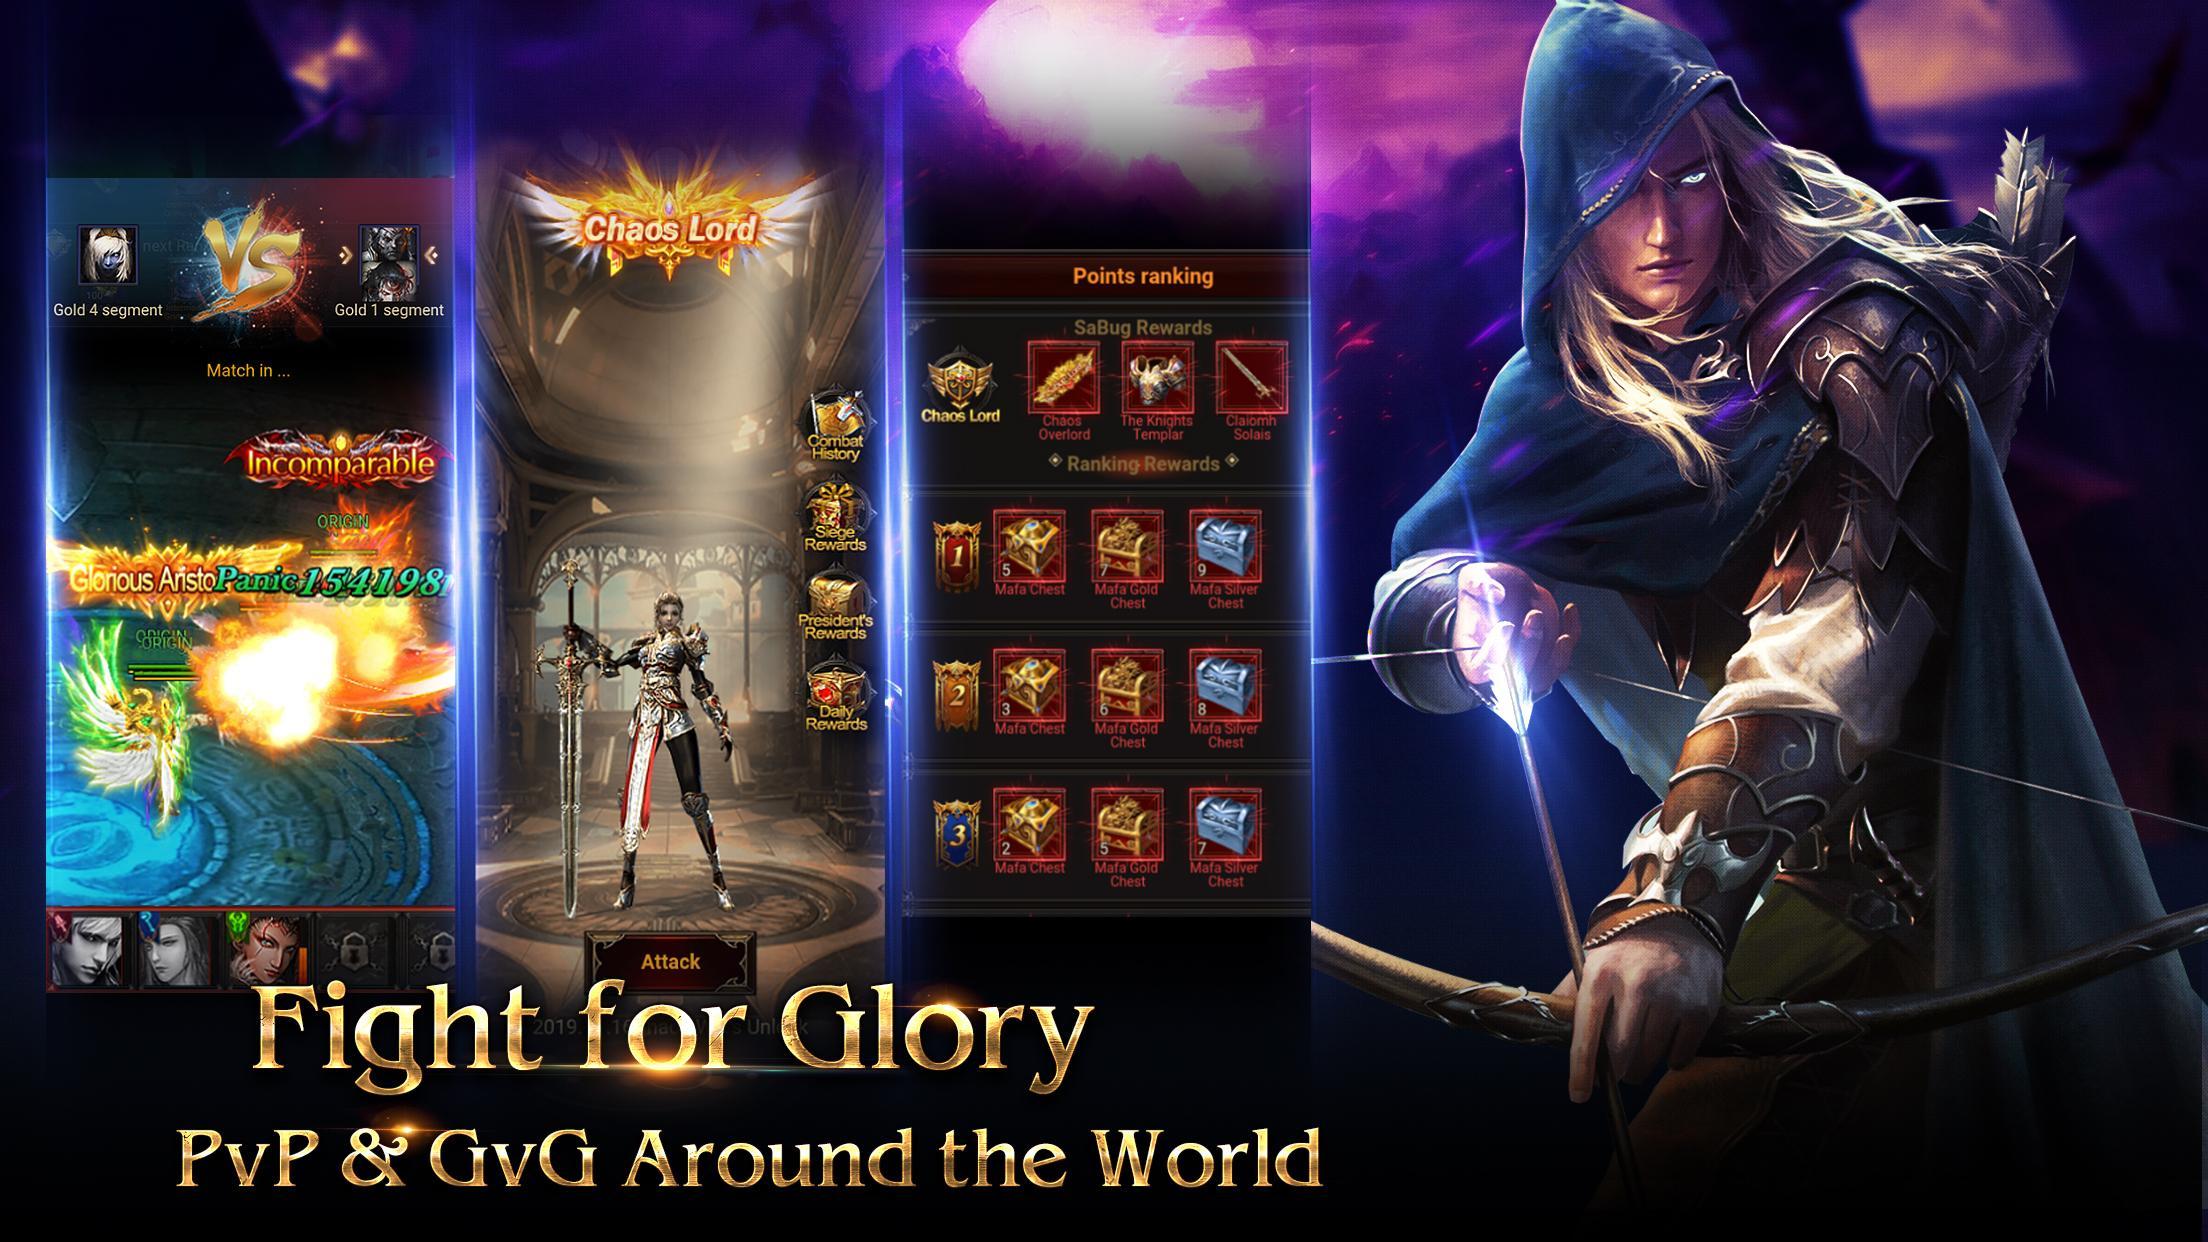 VS
Gold 4 segment
Gold 1 segment
Match in ...
Incomparable
ORIGIN
Glorious Aristo
Panic 1541981
ORIGIN
ORIGIN
Chaos Lord
Combat
History
Siege
Rewards
President's
Rewards
Daily
Rewards
Attack
Points ranking
SaBug Rewards
Chaos Lord
Chaos
Overlord
The Knights
Templar
Claiomh
Solais
Ranking Rewards
1
5
Mafa Chest
7
Mafa Gold
Chest
9
Mafa Silver
Chest
2
3
Mafa Chest
6
Mafa Gold
Chest
8
Mafa Silver
Chest
3
2
Mafa Chest
5
Mafa Gold
Chest
7
Mafa Silver
Chest
Fight for Glory
PvP & GvG Around the World